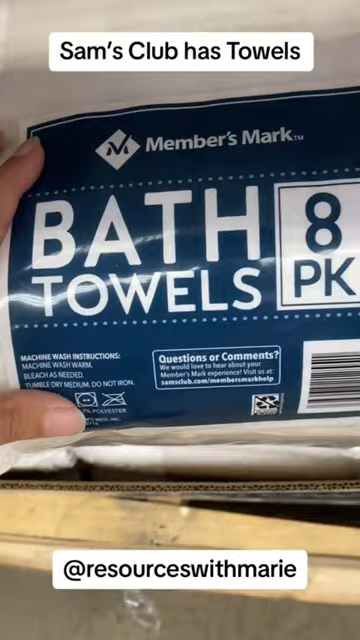 Sam's Club has Towels
Member's Mark™
BATH
TOWELS
8
PK
MACHINE WASH INSTRUCTIONS:
MACHINE WASH WARM.
BLEACH AS NEEDED.
TUMBLE DRY MEDIUM. DO NOT IRON.
% POLYESTER
Questions or Comments?
We would love to hear about your
Member's Mark experience! Visit us at:
samsclub.com/membersmarkhelp
@resourceswithmarie